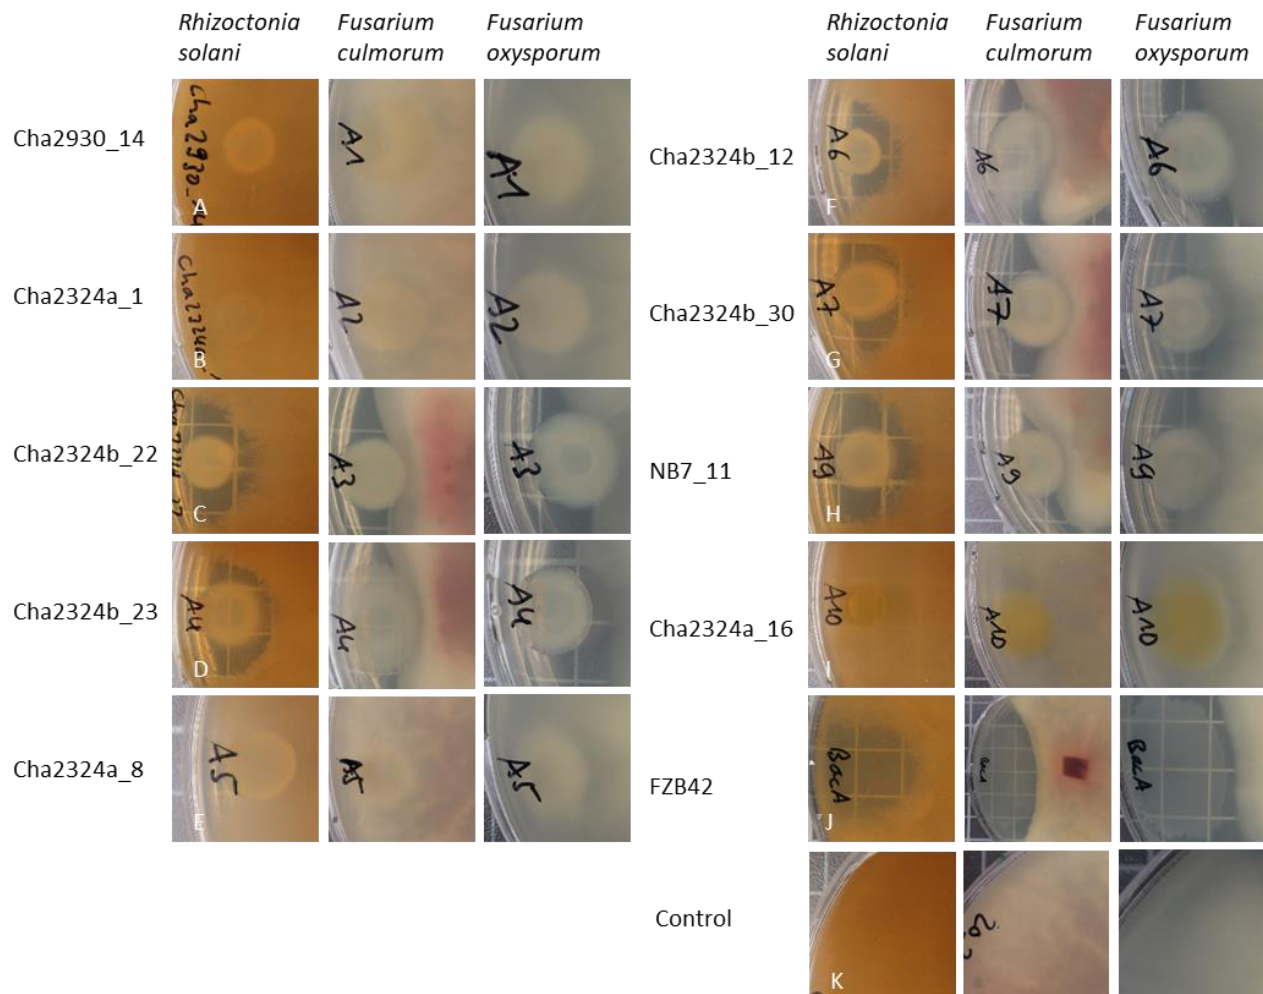 Rhizoctonia solani
Fusarium culmorum
Fusarium oxysporum
Rhizoctonia solani
Fusarium culmorum
Fusarium oxysporum
Cha2930_14
A
A1
A1
Cha2324a_1
B
A2
A2
Cha2324b_22
C
A3
A3
Cha2324b_23
A4
D
A4
A4
Cha2324a_8
A5
E
A5
A5
Cha2324b_12
A6
F
A6
A6
Cha2324b_30
A7
G
A7
A7
NB7_11
A9
H
A9
A9
Cha2324a_16
A10
I
A10
A10
FZB42
BacA
J
BacA
BacA
Control
K